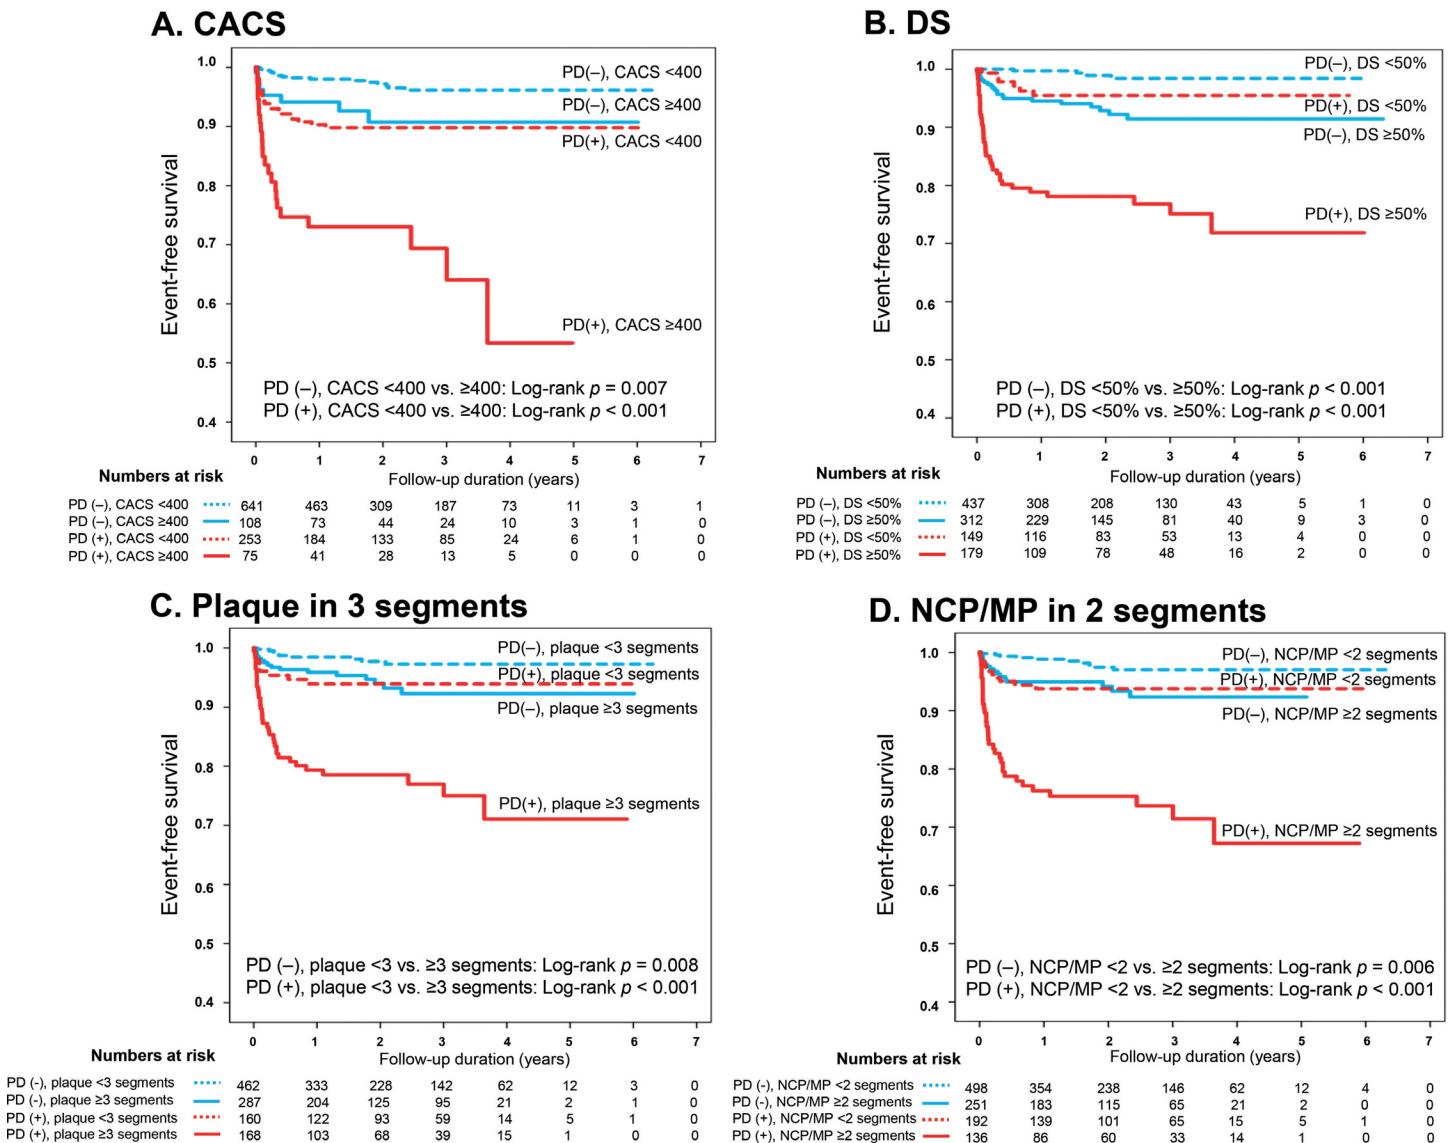 A. CACS
1.0
0.9
0.8
0.7
0.6
0.5
0.4
Event-free survival
PD(–), CACS <400
PD(–), CACS ≥400
PD(+), CACS <400
PD(+), CACS ≥400
PD (–), CACS <400 vs. ≥400: Log-rank p = 0.007
PD (+), CACS <400 vs. ≥400: Log-rank p < 0.001
0 1 2 3 4 5 6 7
Numbers at risk
Follow-up duration (years)
PD (–), CACS <400 641 463 309 187 73 11 3 1
PD (–), CACS ≥400 108 73 44 24 10 3 1 0
PD (+), CACS <400 253 184 133 85 24 6 1 0
PD (+), CACS ≥400 75 41 28 13 5 0 0 0
B. DS
1.0
0.9
0.8
0.7
0.6
0.5
0.4
Event-free survival
PD(–), DS <50%
PD(+), DS <50%
PD(–), DS ≥50%
PD(+), DS ≥50%
PD (–), DS <50% vs. ≥50%: Log-rank p < 0.001
PD (+), DS <50% vs. ≥50%: Log-rank p < 0.001
0 1 2 3 4 5 6 7
Numbers at risk
Follow-up duration (years)
PD (–), DS <50% 437 308 208 130 43 5 1 0
PD (–), DS ≥50% 312 229 145 81 40 9 3 0
PD (+), DS <50% 149 116 83 53 13 4 0 0
PD (+), DS ≥50% 179 109 78 48 16 2 0 0
C. Plaque in 3 segments
1.0
0.9
0.8
0.7
0.6
0.5
0.4
Event-free survival
PD(–), plaque <3 segments
PD(+), plaque <3 segments
PD(–), plaque ≥3 segments
PD(+), plaque ≥3 segments
PD (–), plaque <3 vs. ≥3 segments: Log-rank p = 0.008
PD (+), plaque <3 vs. ≥3 segments: Log-rank p < 0.001
0 1 2 3 4 5 6 7
Numbers at risk
Follow-up duration (years)
PD (-), plaque <3 segments 462 333 228 142 62 12 3 0
PD (-), plaque ≥3 segments 287 204 125 95 21 2 1 0
PD (+), plaque <3 segments 160 122 93 59 14 5 1 0
PD (+), plaque ≥3 segments 168 103 68 39 15 1 0 0
D. NCP/MP in 2 segments
1.0
0.9
0.8
0.7
0.6
0.5
0.4
Event-free survival
PD(–), NCP/MP <2 segments
PD(+), NCP/MP <2 segments
PD(–), NCP/MP ≥2 segments
PD(+), NCP/MP ≥2 segments
PD (–), NCP/MP <2 vs. ≥2 segments: Log-rank p = 0.006
PD (+), NCP/MP <2 vs. ≥2 segments: Log-rank p < 0.001
0 1 2 3 4 5 6 7
Numbers at risk
Follow-up duration (years)
PD (-), NCP/MP <2 segments 498 354 238 146 62 12 4 0
PD (-), NCP/MP ≥2 segments 251 183 115 65 21 2 0 0
PD (+), NCP/MP <2 segments 192 139 101 65 15 5 1 0
PD (+), NCP/MP ≥2 segments 136 86 60 33 14 1 0 0